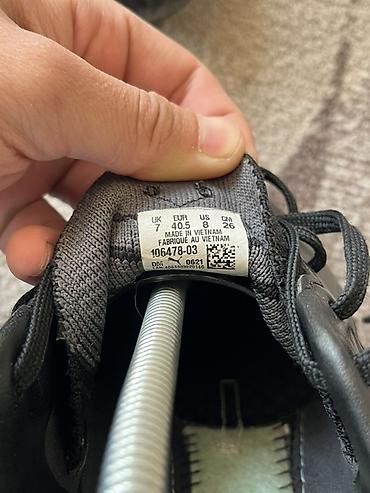 UK EUR US CM
7 40.5 8 26
MADE IN VIETNAM
FABRIQUE AU VIETNAM
106478-03
0621